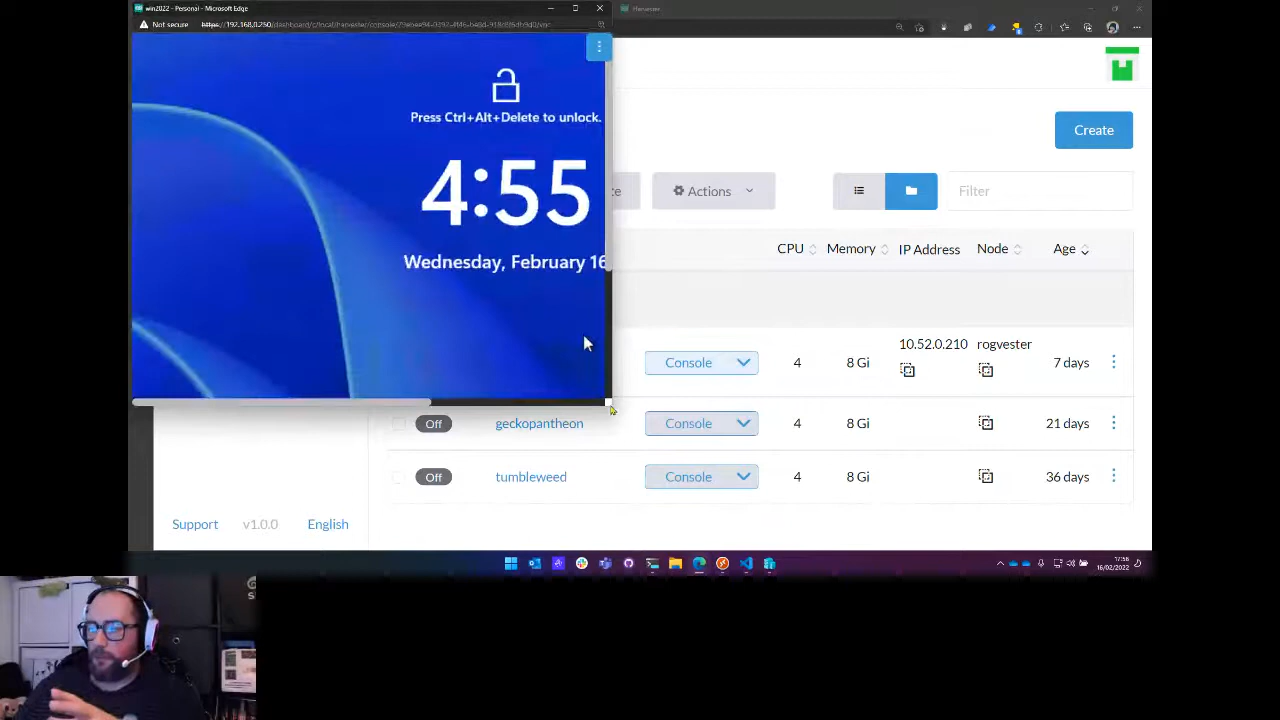 win2022 - Personal - Microsoft Edge
Harvester
Not secure
Press Ctrl+Alt+Delete to unlock.
4:55
Wednesday, February 16
Create
Actions
Filter
CPU
Memory
IP Address
Node
Age
Console
4
8 Gi
10.52.0.210
rogvester
7 days
Off
geckopantheon
Console
4
8 Gi
21 days
Off
tumbleweed
Console
4
8 Gi
36 days
Support
v1.0.0
English
17:56
16/02/2022